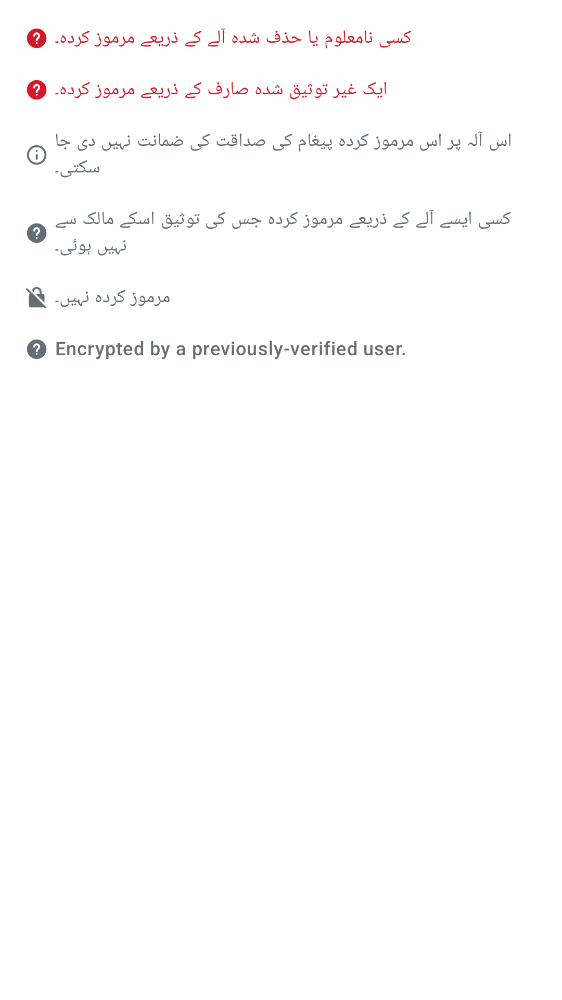 کسی نامعلوم یا حذف شدہ آلے کے ذریعے مرموز کردہ۔
ایک غیر توثیق شدہ صارف کے ذریعے مرموز کردہ۔
اس آلہ پر اس مرموز کردہ پیغام کی صداقت کی ضمانت نہیں دی جا
سکتی۔
کسی ایسے آلے کے ذریعے مرموز کردہ جس کی توثیق اسکے مالک سے
نہیں ہوئی۔
مرموز کردہ نہیں۔
Encrypted by a previously-verified user.